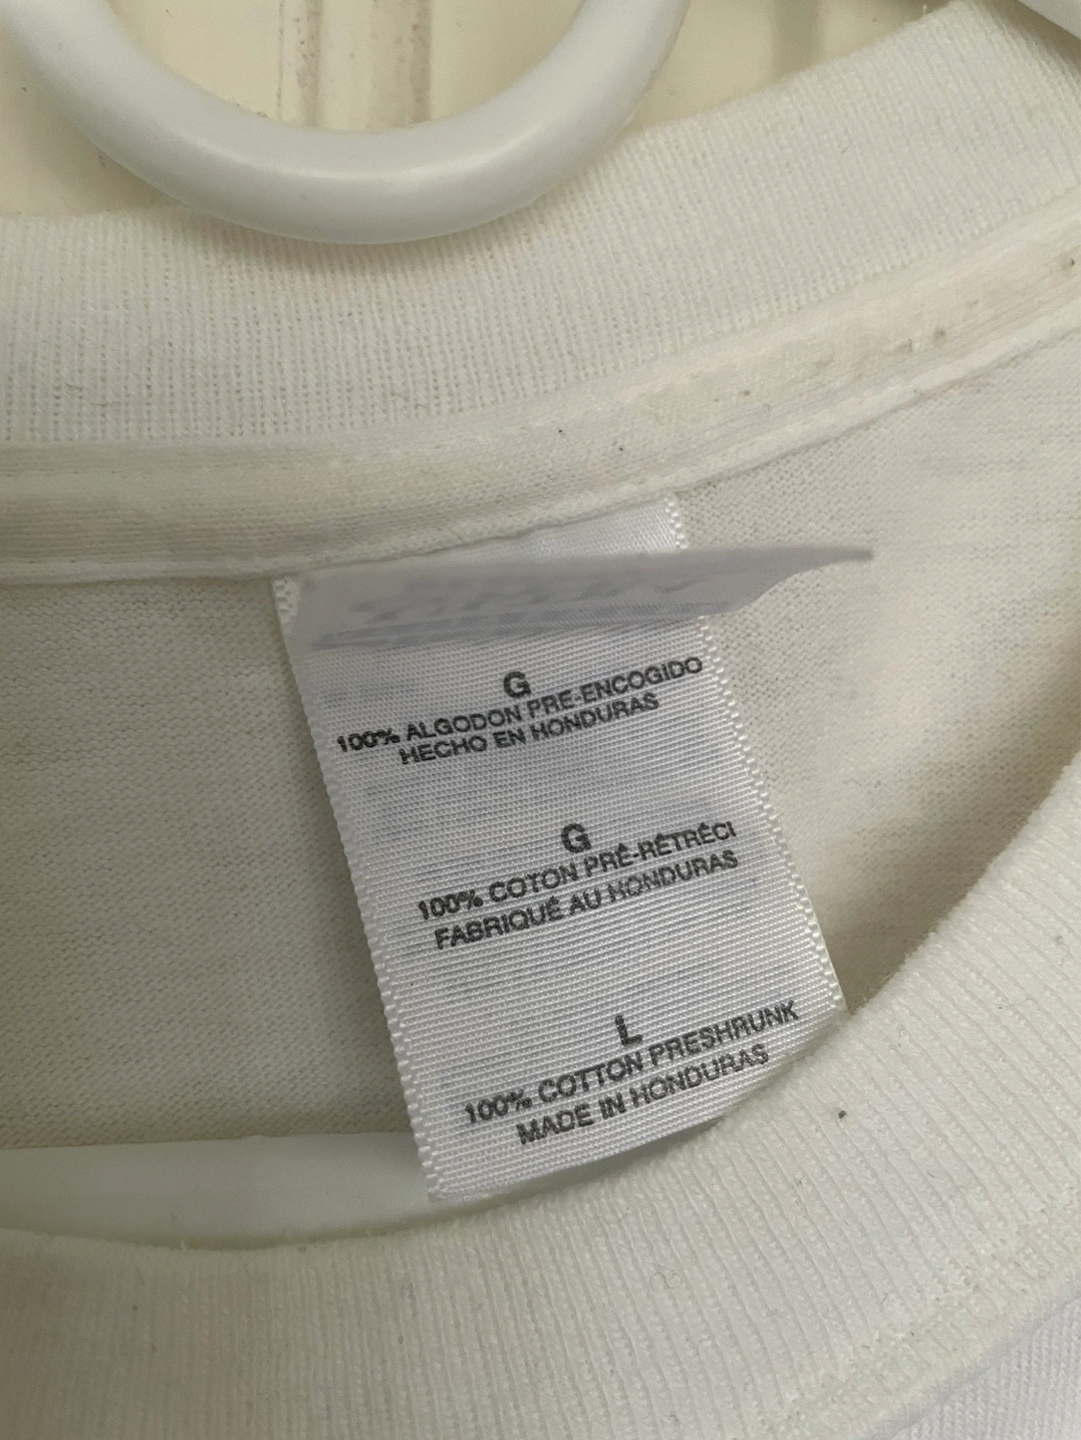 G
100% ALGODON PRE-ENCOGIDO
HECHO EN HONDURAS
G
100% COTON PRÉ-RÉTRÉCI
FABRIQUÉ AU HONDURAS
L
100% COTTON PRESHRUNK
MADE IN HONDURAS